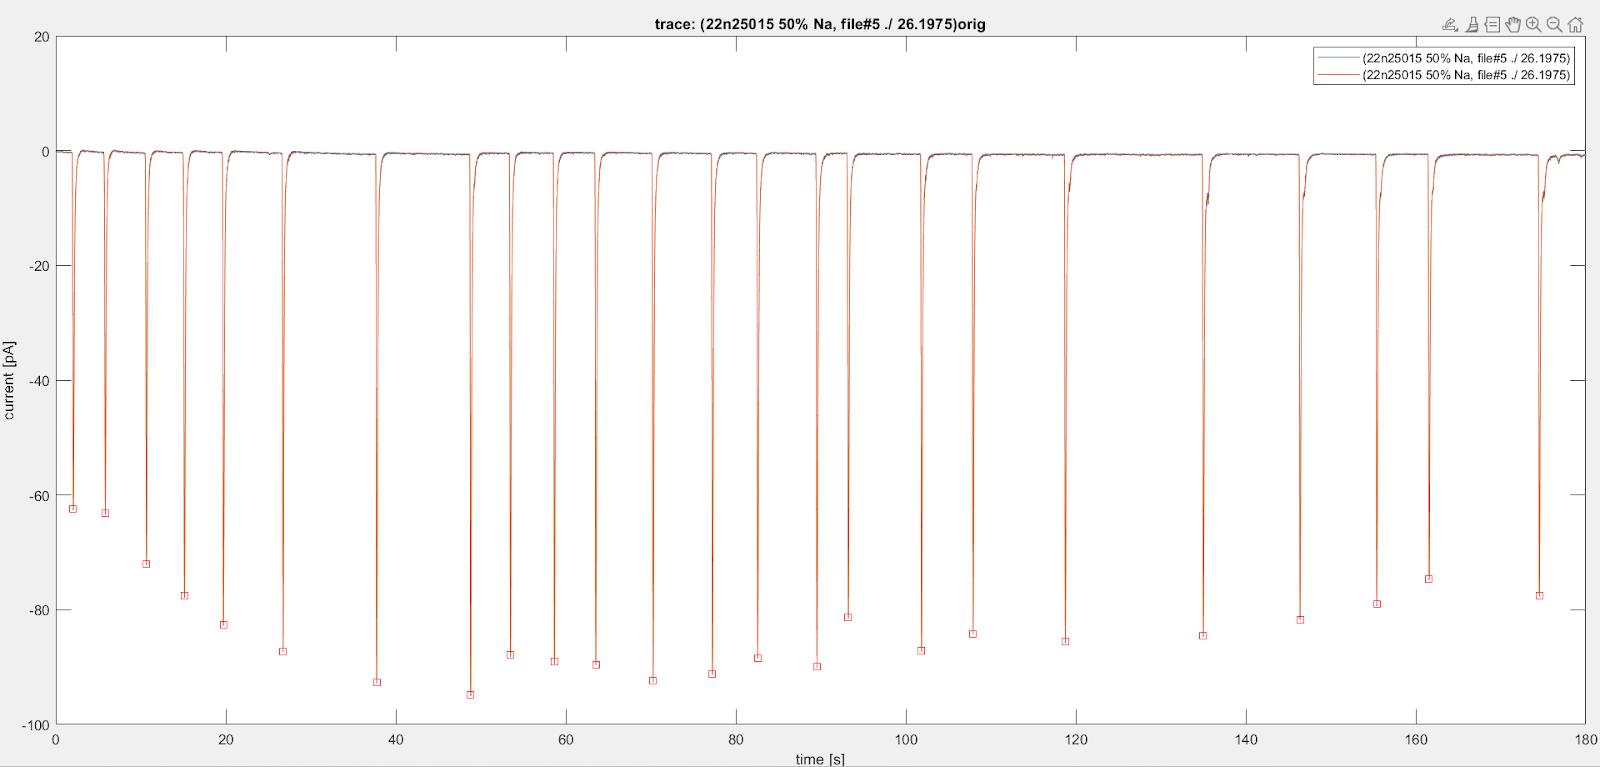 trace: (22n25015 50% Na, file#5 ./ 26.1975)orig
(22n25015 50% Na, file#5 ./ 26.1975)
(22n25015 50% Na, file#5 ./ 26.1975)
20
0
-20
-40
-60
-80
-100
current [pA]
0 20 40 60 80 100 120 140 160 180
time [s]